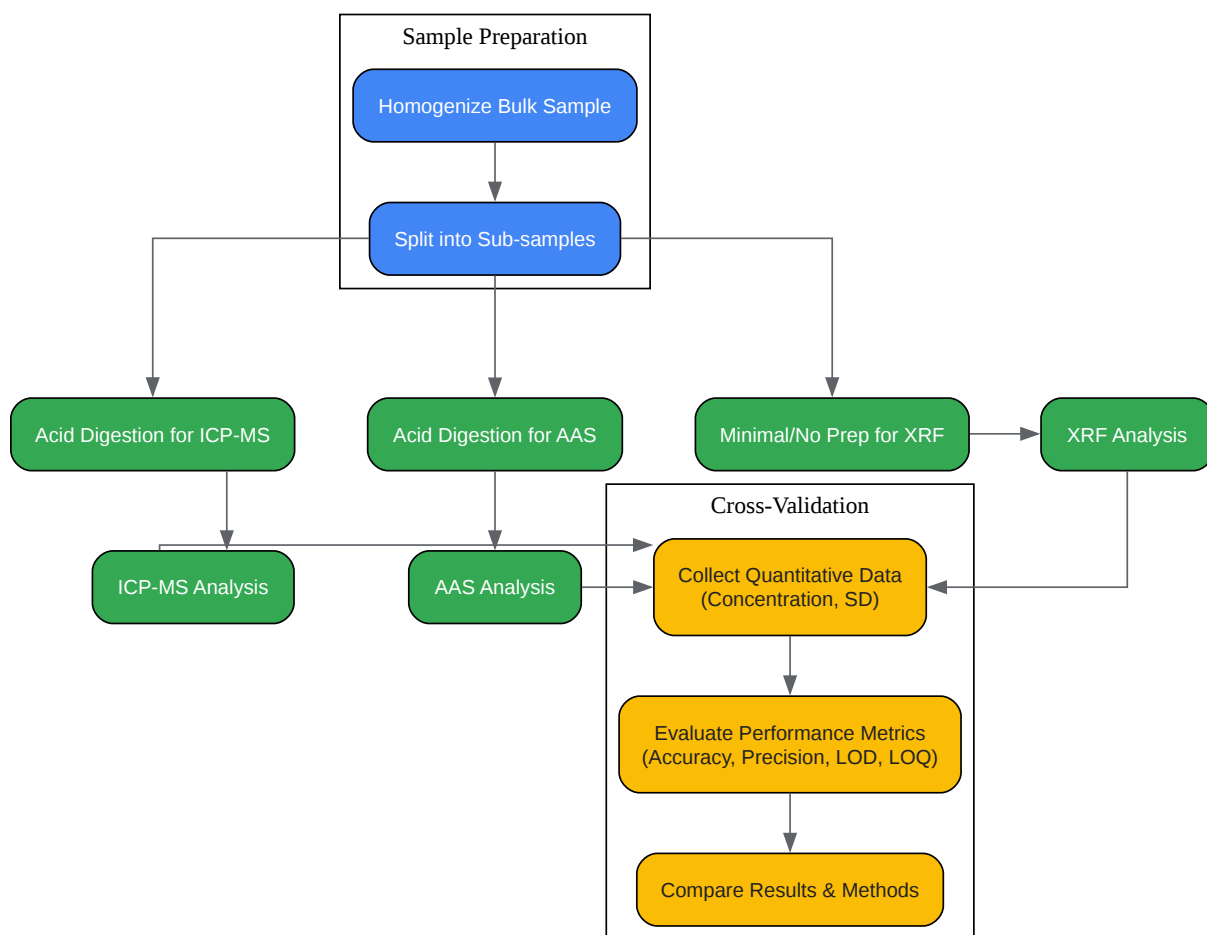 Sample Preparation
Homogenize Bulk Sample
Split into Sub-samples
Acid Digestion for ICP-MS
Acid Digestion for AAS
Minimal/No Prep for XRF
XRF Analysis
Cross-Validation
ICP-MS Analysis
AAS Analysis
Collect Quantitative Data
(Concentration, SD)
Evaluate Performance Metrics
(Accuracy, Precision, LOD, LOQ)
Compare Results & Methods